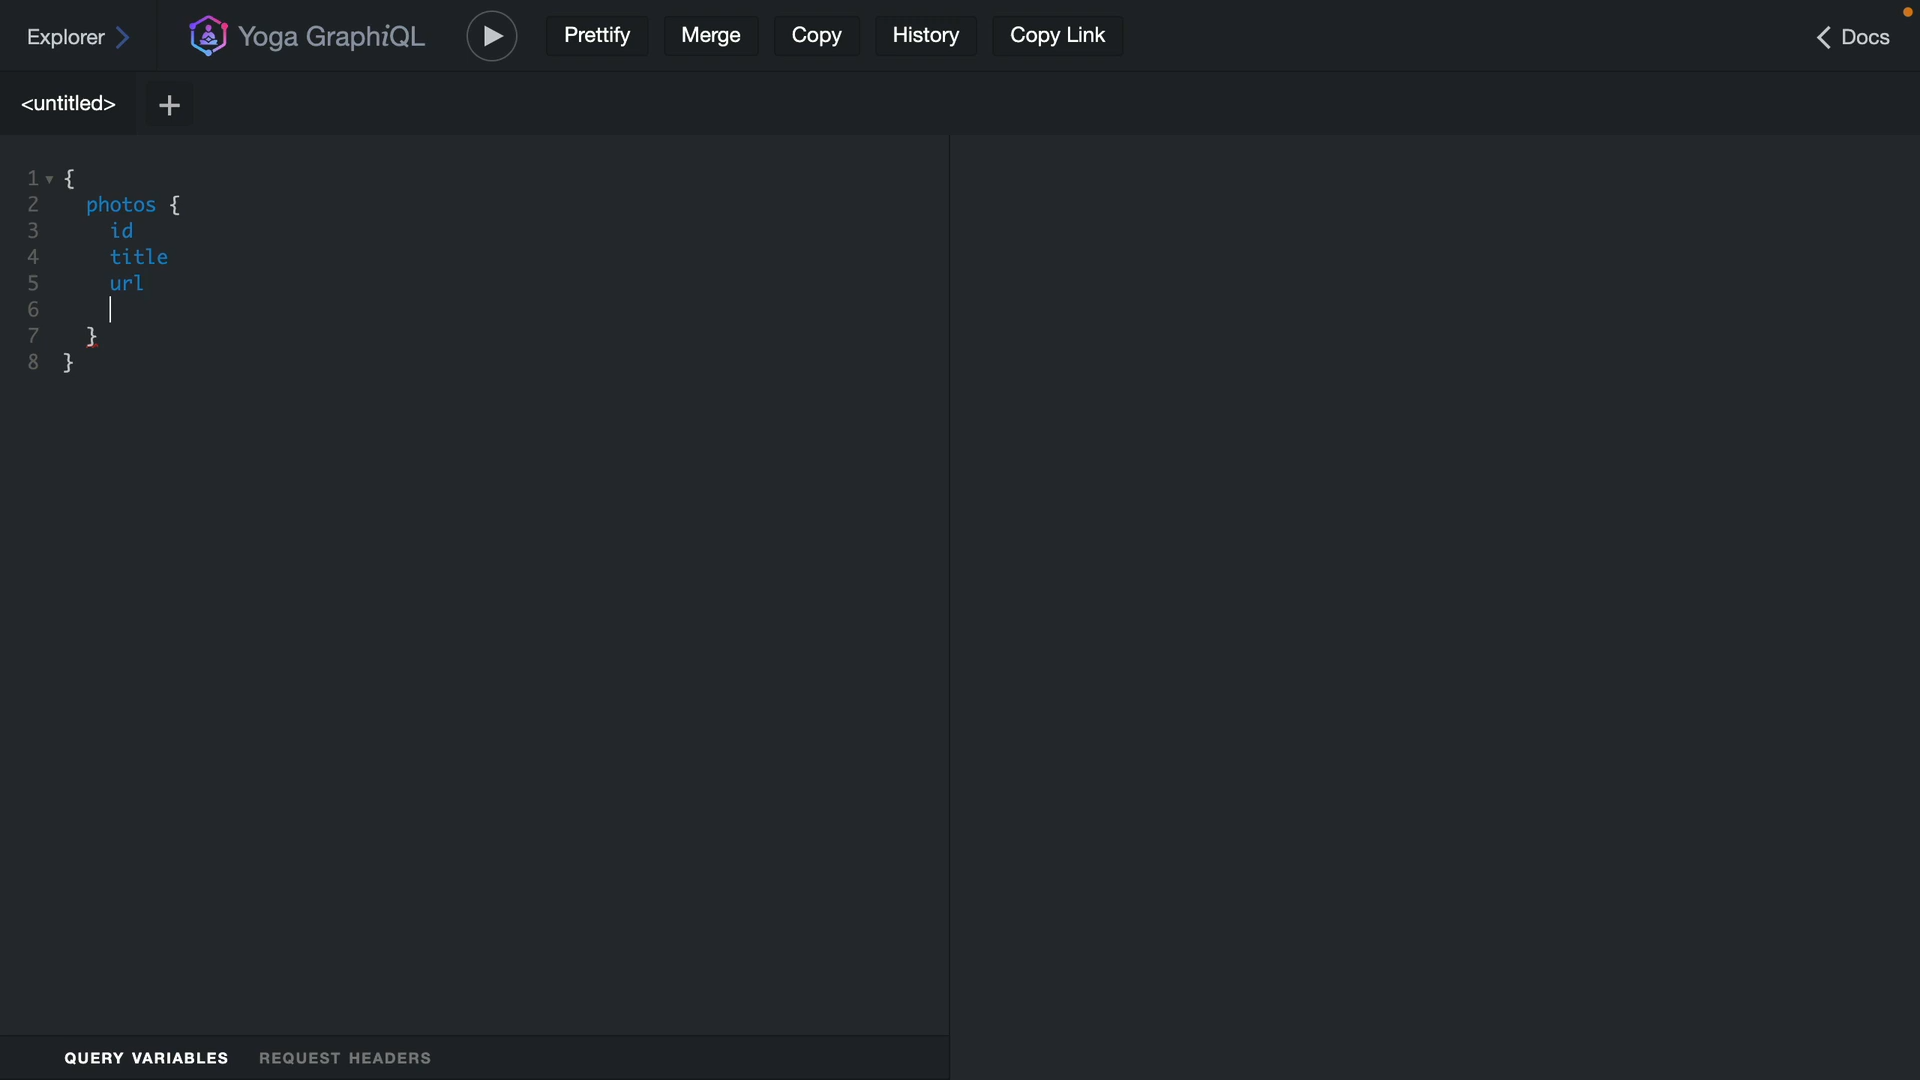 Explorer Yoga GraphiQL Prettify Merge Copy History Copy Link Docs
<untitled> +
1 {
2 photos {
3 id
4 title
5 url
6
7 }
8 }
QUERY VARIABLES REQUEST HEADERS